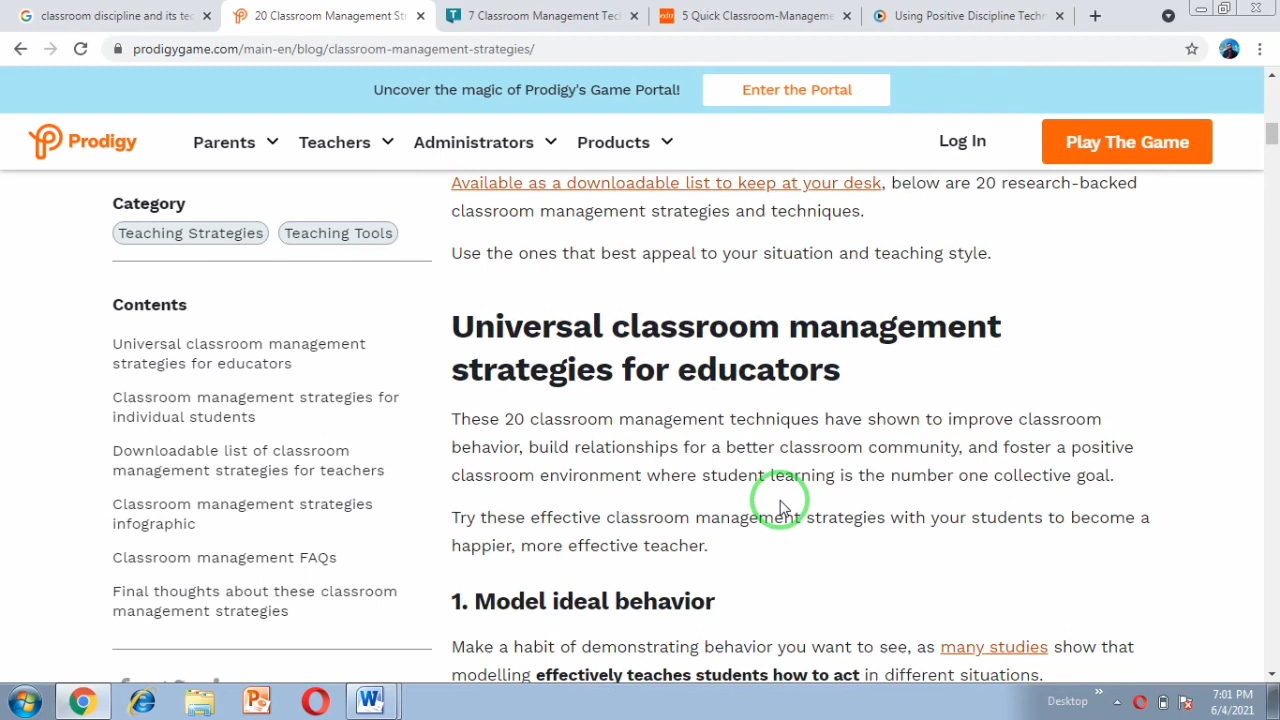 classroom discipline and its te
20 Classroom Management St
7 Classroom Management Tec
5 Quick Classroom-Manageme
Using Positive Discipline Techn
prodigygame.com/main-en/blog/classroom-management-strategies/
Uncover the magic of Prodigy's Game Portal!
Enter the Portal
Prodigy
Parents
Teachers
Administrators
Products
Log In
Play The Game
Category
Teaching Strategies
Teaching Tools
Contents
Universal classroom management
strategies for educators
Classroom management strategies for
individual students
Downloadable list of classroom
management strategies for teachers
Classroom management strategies
infographic
Classroom management FAQs
Final thoughts about these classroom
management strategies
Available as a downloadable list to keep at your desk, below are 20 research-backed
classroom management strategies and techniques.
Use the ones that best appeal to your situation and teaching style.
Universal classroom management
strategies for educators
These 20 classroom management techniques have shown to improve classroom
behavior, build relationships for a better classroom community, and foster a positive
classroom environment where student learning is the number one collective goal.
Try these effective classroom management strategies with your students to become a
happier, more effective teacher.
1. Model ideal behavior
Make a habit of demonstrating behavior you want to see, as many studies show that
modelling effectively teaches students how to act in different situations.
Desktop
7:01 PM
6/4/2021